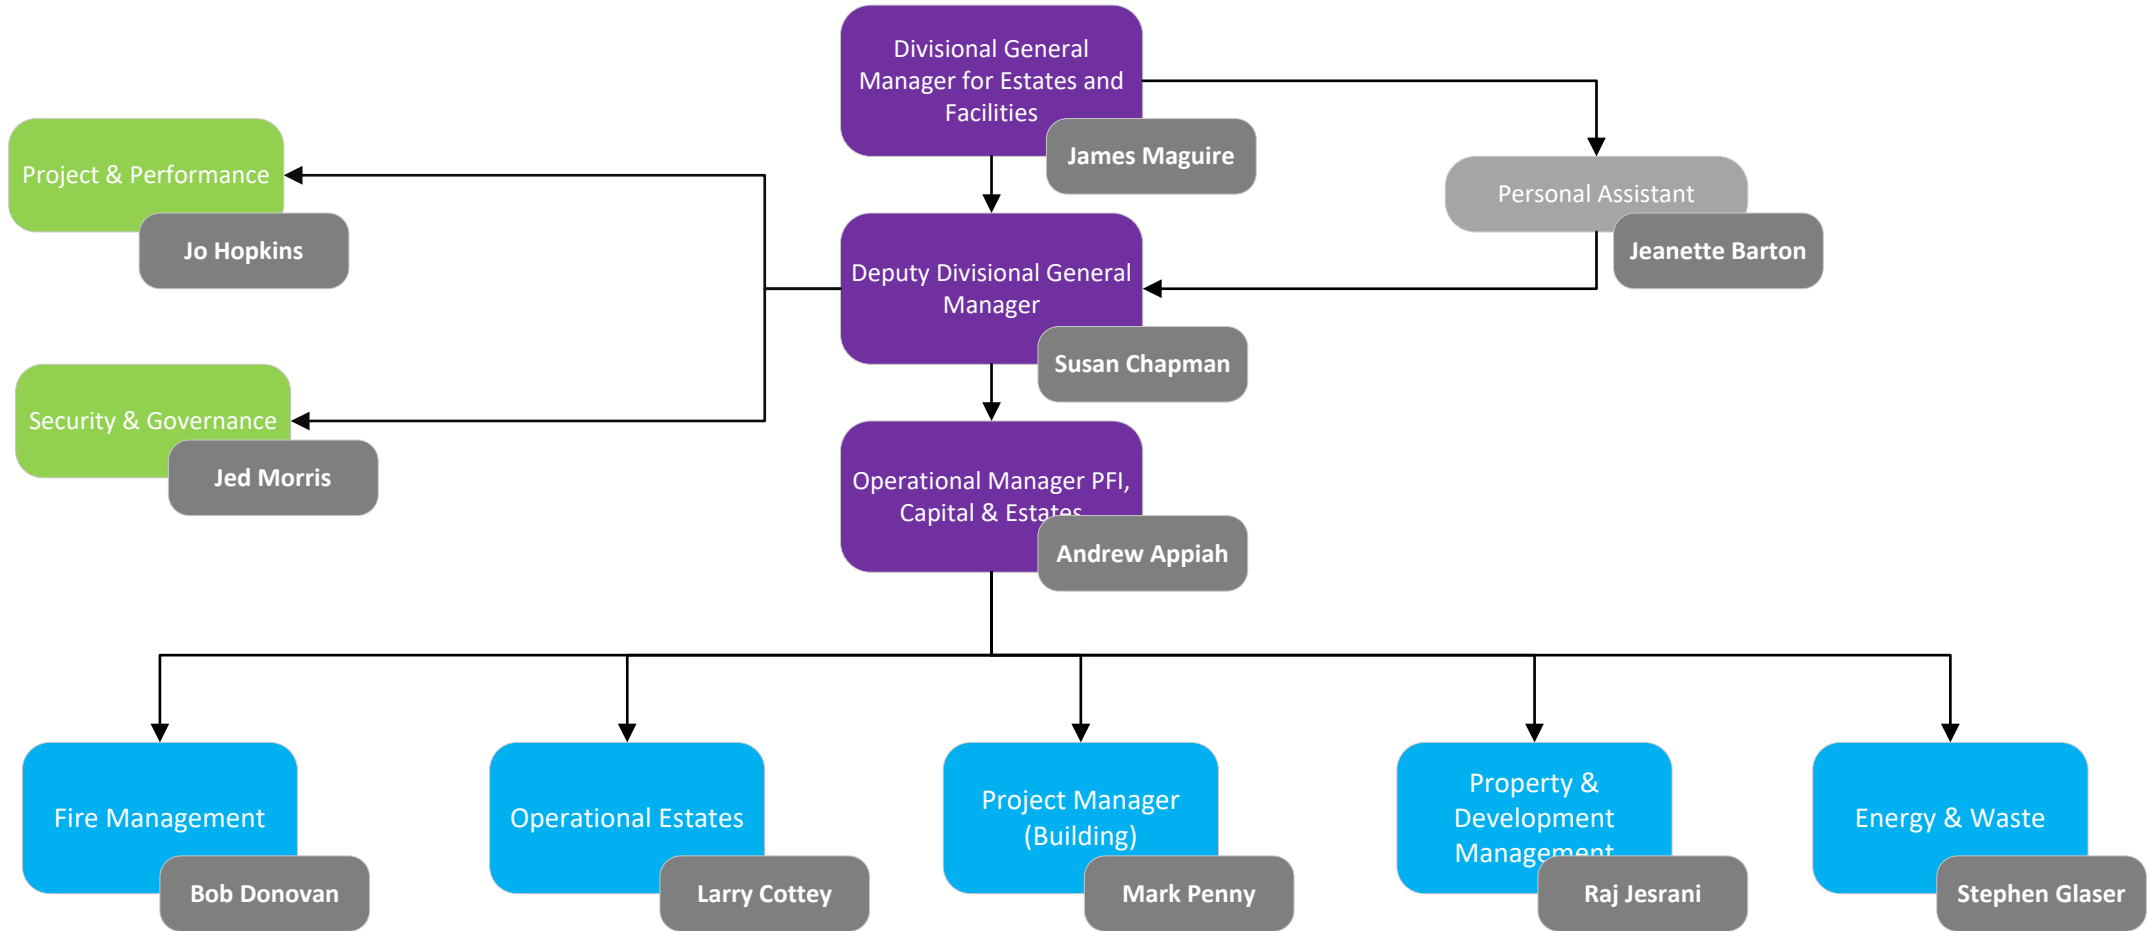 Divisional General
Manager for Estates and
Facilities
James Maguire
Project & Performance
Jo Hopkins
Personal Assistant
Jeanette Barton
Deputy Divisional General
Manager
Susan Chapman
Security & Governance
Jed Morris
Operational Manager PFI,
Capital & Estates
Andrew Appiah
Fire Management
Bob Donovan
Operational Estates
Larry Cottey
Project Manager
(Building)
Mark Penny
Property &
Development
Management
Raj Jesrani
Energy & Waste
Stephen Glaser